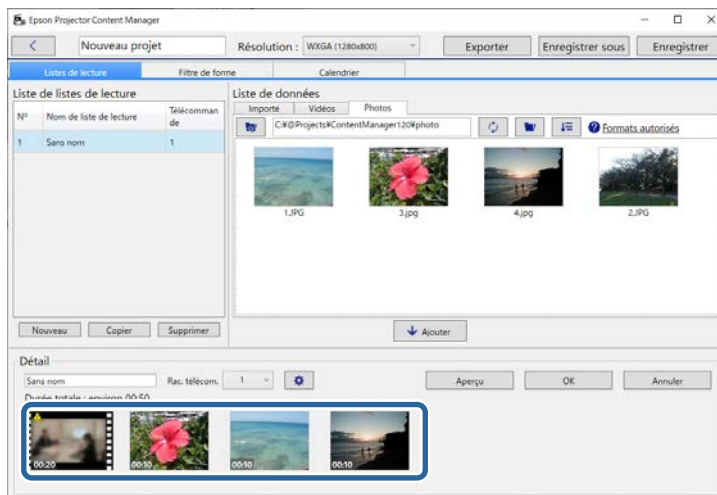 Epson Projector Content Manager
Nouveau projet
Résolution :
WXGA (1280x800)
Exporter
Enregistrer sous
Enregistrer
Listes de lecture
Filtre de forme
Calendrier
Liste de listes de lecture
Nº
Nom de liste de lecture
Télécomman
de
1
Sans nom
1
Nouveau
Copier
Supprimer
Liste de données
Importé
Vidéos
Photos
C:¥@Projects¥ContentManager120¥photo
Formats autorisés
1.JPG
3.jpg
4.jpg
2.JPG
Ajouter
Détail
Sans nom
Rac. télécom.
1
Aperçu
OK
Annuler
Durée totale : environ 00:50
00:20
00:10
00:10
00:10